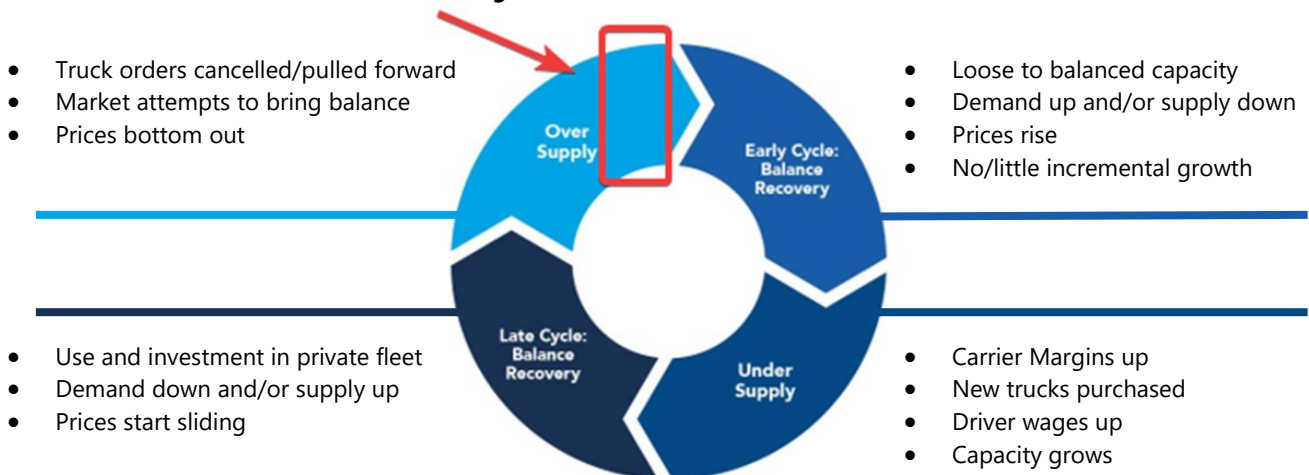 • Truck orders cancelled/pulled forward
• Market attempts to bring balance
• Prices bottom out
• Loose to balanced capacity
• Demand up and/or supply down
• Prices rise
• No/little incremental growth
Over
Supply
Early Cycle:
Balance
Recovery
Late Cycle:
Balance
Recovery
Under
Supply
• Use and investment in private fleet
• Demand down and/or supply up
• Prices start sliding
• Carrier Margins up
• New trucks purchased
• Driver wages up
• Capacity grows